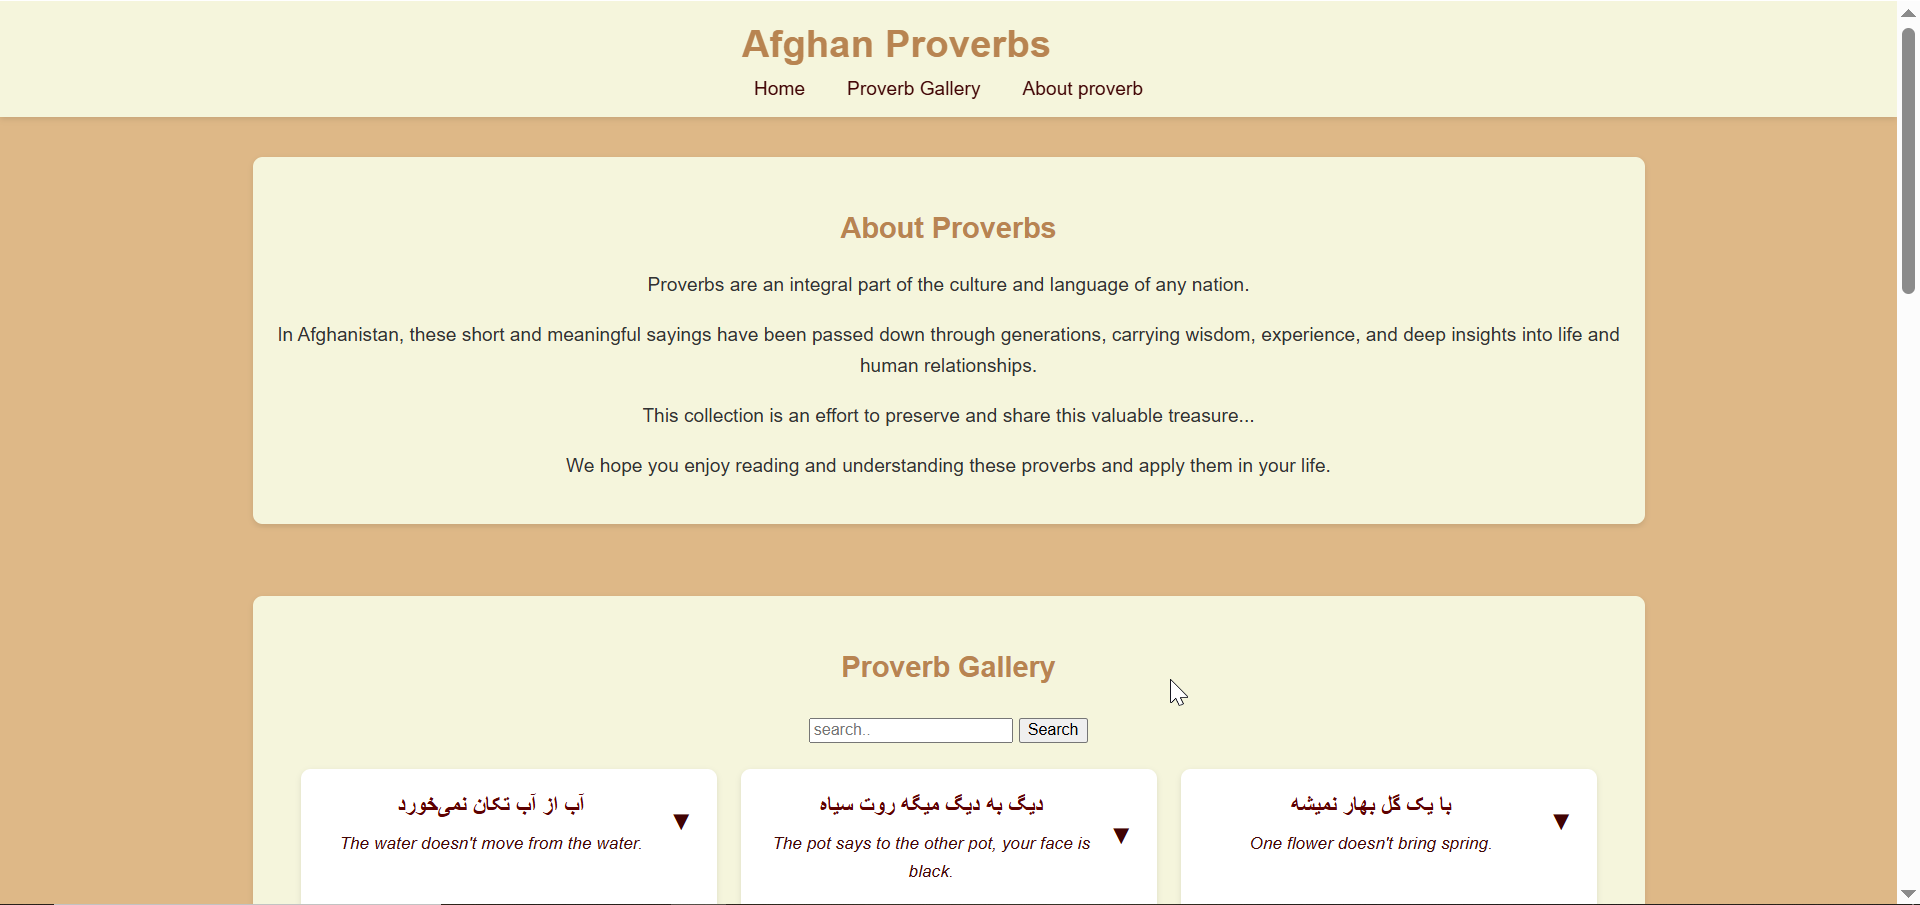 Afghan Proverbs
Home Proverb Gallery About proverb
About Proverbs
Proverbs are an integral part of the culture and language of any nation.
In Afghanistan, these short and meaningful sayings have been passed down through generations, carrying wisdom, experience, and deep insights into life and
human relationships.
This collection is an effort to preserve and share this valuable treasure...
We hope you enjoy reading and understanding these proverbs and apply them in your life.
Proverb Gallery
search.. Search
آب از آب تکان نمی‌خورد
The water doesn't move from the water.
دیگ به دیگ میگه روت سیاه
The pot says to the other pot, your face is
black.
با یک گل بهار نمیشه
One flower doesn't bring spring.